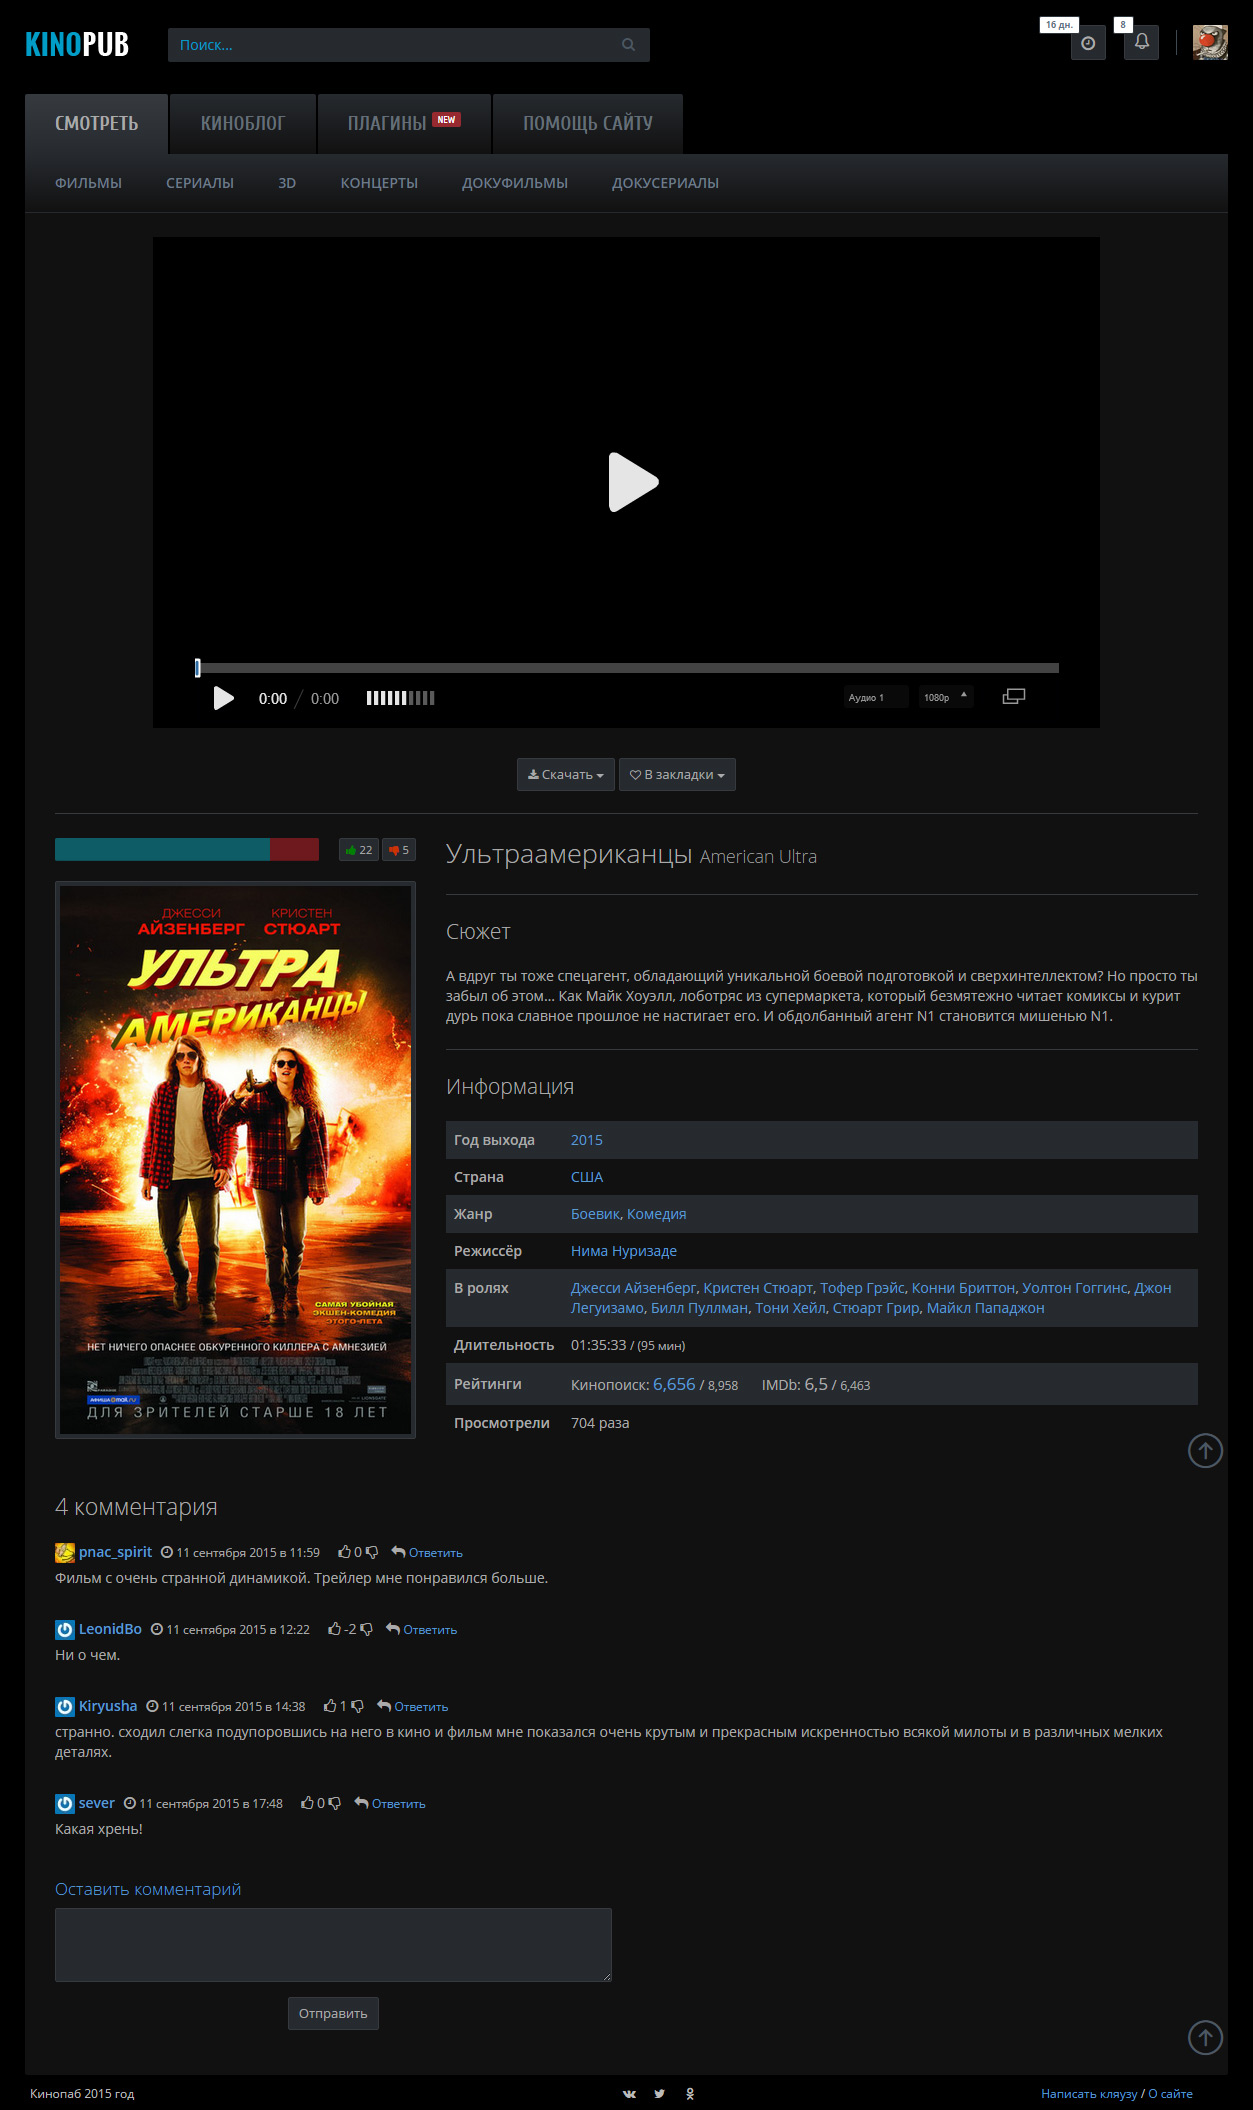 KINOPUB
Поиск...
16 дн.
8
СМОТРЕТЬ
КИНОБЛОГ
ПЛАГИНЫ NEW
ПОМОЩЬ САЙТУ
ФИЛЬМЫ
СЕРИАЛЫ
3D
КОНЦЕРТЫ
ДОКУФИЛЬМЫ
ДОКУСЕРИАЛЫ
0:00 / 0:00
Аудио 1
1080p
Скачать
В закладки
22
5
ДЖЕССИ АЙЗЕНБЕРГ
КРИСТЕН СТЮАРТ
УЛЬТРА
АМЕРИКАНЦЫ
САМАЯ УБОЙНАЯ
ЭКШЕН-КОМЕДИЯ
ЭТОГО ЛЕТА
НЕТ НИЧЕГО ОПАСНЕЕ ОБКУРЕННОГО КИЛЛЕРА С АМНЕЗИЕЙ
ДЛЯ ЗРИТЕЛЕЙ СТАРШЕ 18 ЛЕТ
Ультраамериканцы American Ultra
Сюжет
А вдруг ты тоже спецагент, обладающий уникальной боевой подготовкой и сверхинтеллектом? Но просто ты
забыл об этом... Как Майк Хоуэлл, лоботряс из супермаркета, который безмятежно читает комиксы и курит
дурь пока славное прошлое не настигает его. И обдолбанный агент N1 становится мишенью N1.
Информация
Год выхода 2015
Страна США
Жанр Боевик, Комедия
Режиссёр Нима Нуризаде
В ролях Джесси Айзенберг, Кристен Стюарт, Тофер Грэйс, Конни Бриттон, Уолтон Гоггинс, Джон
Легуизамо, Билл Пуллман, Тони Хейл, Стюарт Грир, Майкл Пападжон
Длительность 01:35:33 / (95 мин)
Рейтинги Кинопоиск: 6,656 / 8,958 IMDb: 6,5 / 6,463
Просмотрели 704 раза
4 комментария
pnac_spirit 11 сентября 2015 в 11:59 0 Ответить
Фильм с очень странной динамикой. Трейлер мне понравился больше.
LeonidBo 11 сентября 2015 в 12:22 -2 Ответить
Ни о чем.
Kiryusha 11 сентября 2015 в 14:38 1 Ответить
странно. сходил слегка подупоровшись на него в кино и фильм мне показался очень крутым и прекрасным искренностью всякой милоты и в различных мелких
деталях.
sever 11 сентября 2015 в 17:48 0 Ответить
Какая хрень!
Оставить комментарий
Отправить
Кинопаб 2015 год
Написать кляузу / О сайте